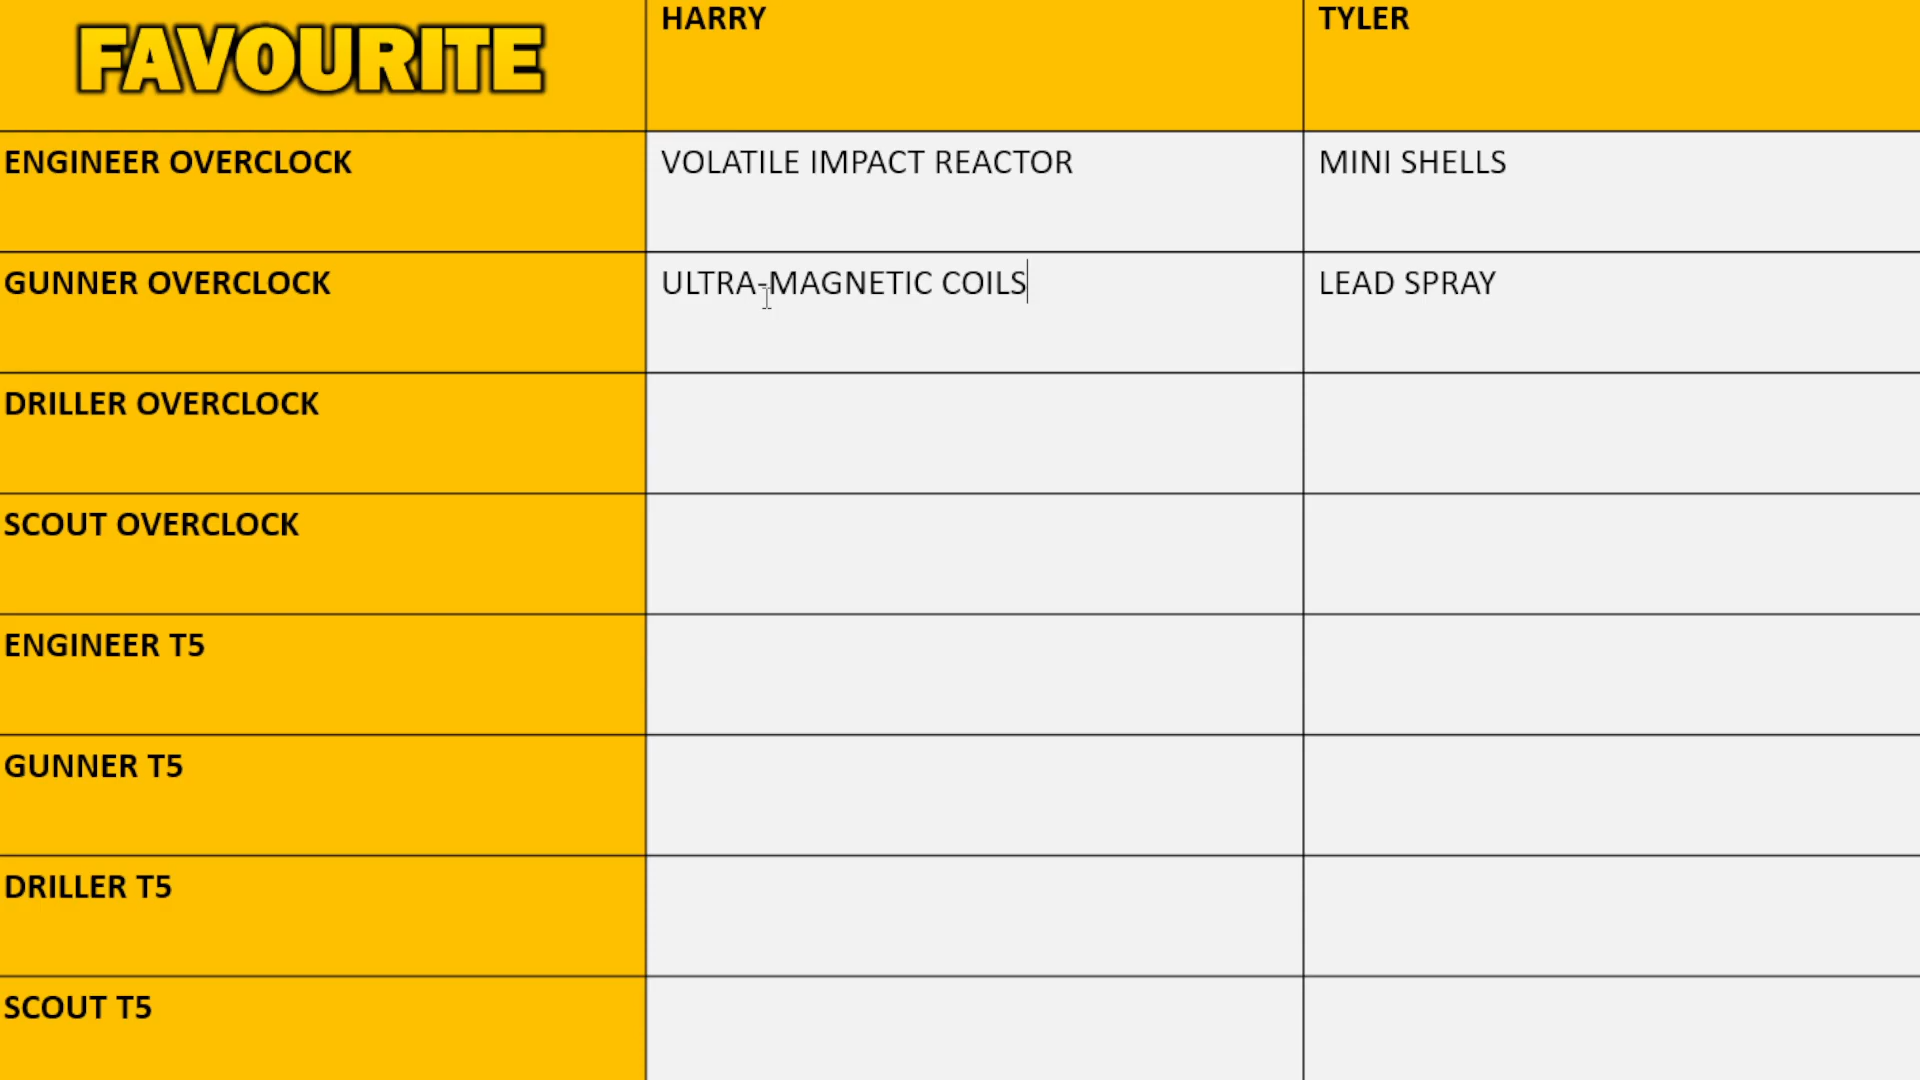 FAVOURITE
HARRY
TYLER
ENGINEER OVERCLOCK
VOLATILE IMPACT REACTOR
MINI SHELLS
GUNNER OVERCLOCK
ULTRA-MAGNETIC COILS
LEAD SPRAY
DRILLER OVERCLOCK
SCOUT OVERCLOCK
ENGINEER T5
GUNNER T5
DRILLER T5
SCOUT T5